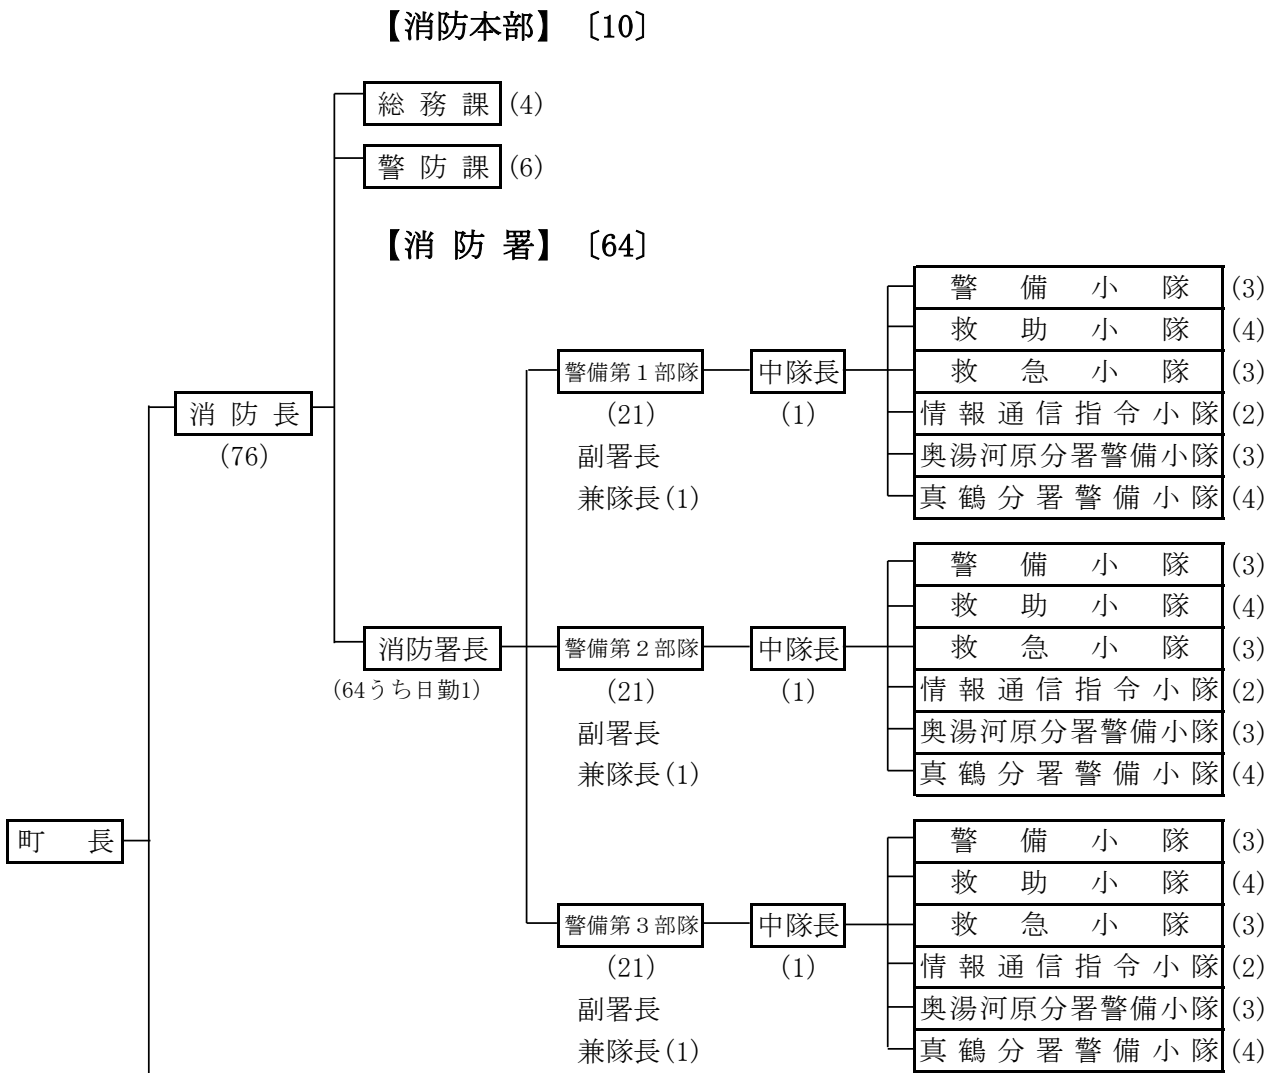 【消防本部】〔10〕
総務課 (4)
警防課 (6)
【消防署】〔64〕
町長
消防長
(76)
消防署長
(64うち日勤1)
警備第１部隊
(21)
副署長
兼隊長(1)
中隊長
(1)
警備小隊 (3)
救助小隊 (4)
救急小隊 (3)
情報通信指令小隊 (2)
奥湯河原分署警備小隊 (3)
真鶴分署警備小隊 (4)
警備第２部隊
(21)
副署長
兼隊長(1)
中隊長
(1)
警備小隊 (3)
救助小隊 (4)
救急小隊 (3)
情報通信指令小隊 (2)
奥湯河原分署警備小隊 (3)
真鶴分署警備小隊 (4)
警備第３部隊
(21)
副署長
兼隊長(1)
中隊長
(1)
警備小隊 (3)
救助小隊 (4)
救急小隊 (3)
情報通信指令小隊 (2)
奥湯河原分署警備小隊 (3)
真鶴分署警備小隊 (4)